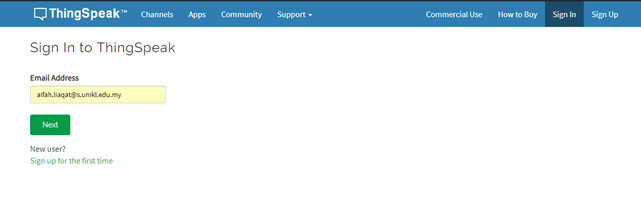 ThingSpeak™ Channels Apps Community Support Commercial Use How to Buy Sign In Sign Up
Sign In to ThingSpeak
Email Address
aifah.liaqat@s.unikl.edu.my
Next
New user?
Sign up for the first time